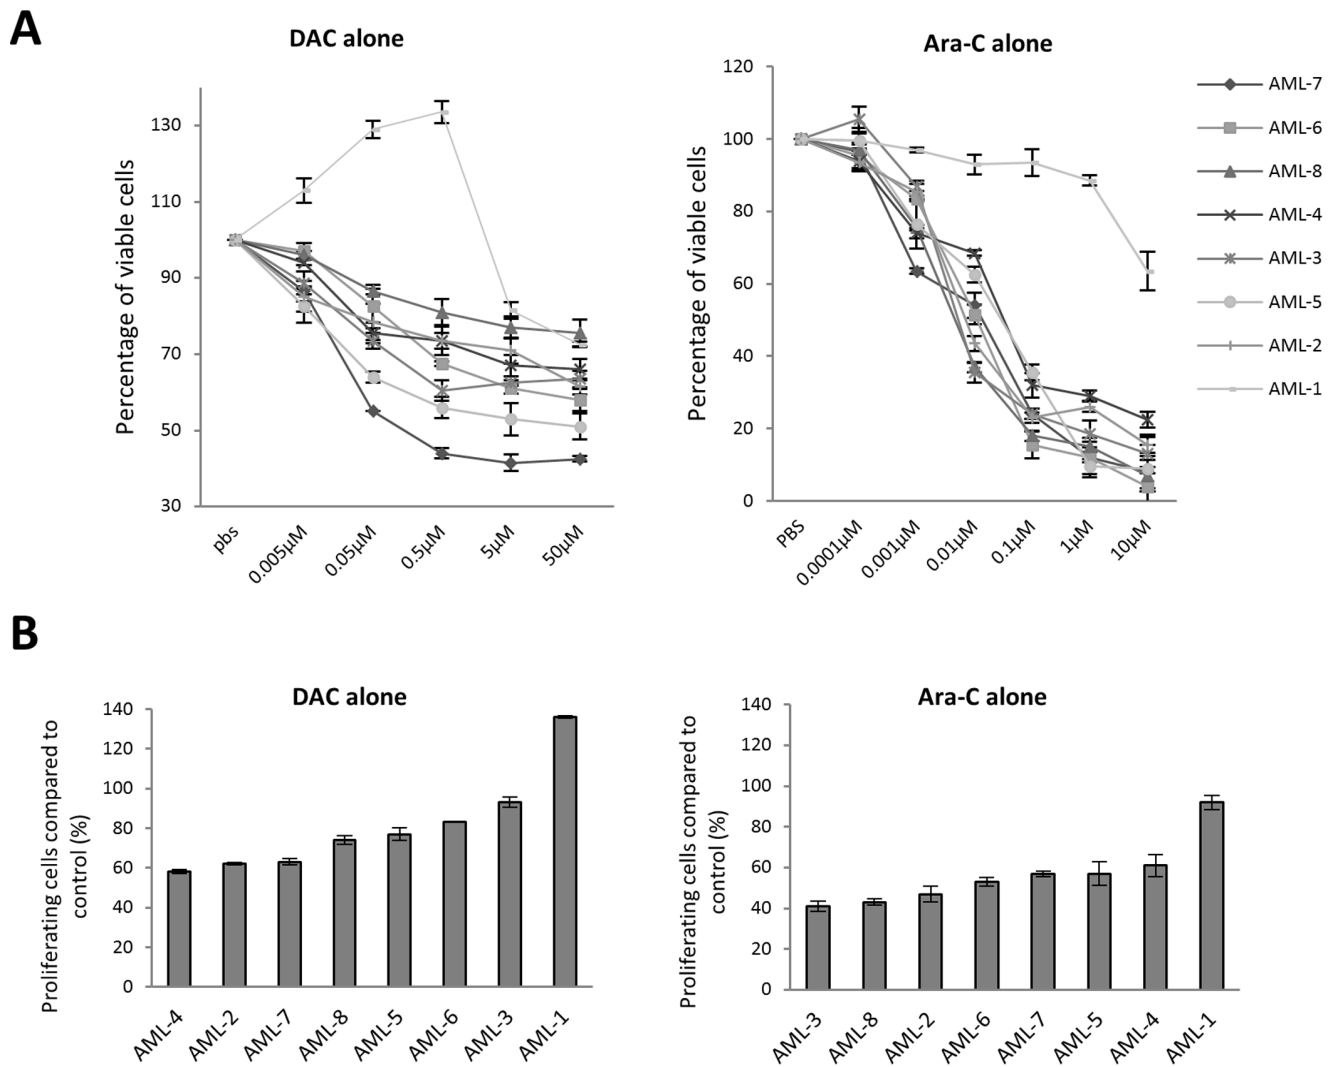 A
DAC alone
Percentage of viable cells
130
110
90
70
50
30
pbs
0.005µM
0.05µM
0.5µM
5µM
50µM
Ara-C alone
Percentage of viable cells
120
100
80
60
40
20
0
PBS
0.0001µM
0.001µM
0.01µM
0.1µM
1µM
10µM
AML-7
AML-6
AML-8
AML-4
AML-3
AML-5
AML-2
AML-1
B
DAC alone
Proliferating cells compared to
control (%)
140
120
100
80
60
40
20
0
AML-4
AML-2
AML-7
AML-8
AML-5
AML-6
AML-3
AML-1
Ara-C alone
Proliferating cells compared to
control (%)
140
120
100
80
60
40
20
0
AML-3
AML-8
AML-2
AML-6
AML-7
AML-5
AML-4
AML-1